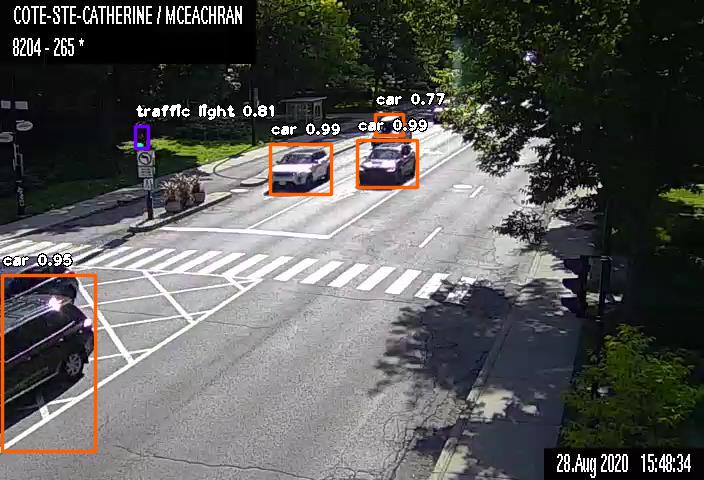 COTE-STE-CATHERINE / MCEACHRAN
8204 - 265 *
traffic light 0.81
car 0.77
car 0.99
car 0.99
car 0.95
28.Aug 2020 15:48:34